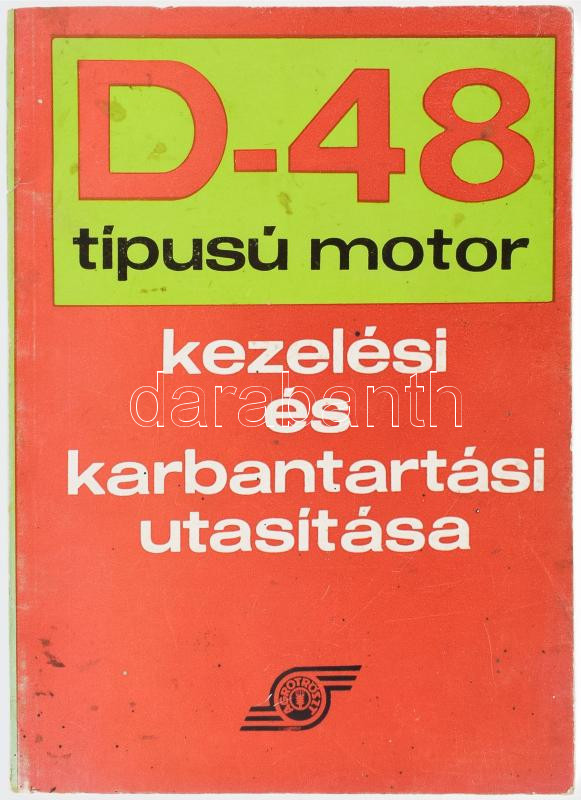 D-48
típusú motor
kezelési
és
darabanth
karbantartási
utasítása
AGROTRÖSZT